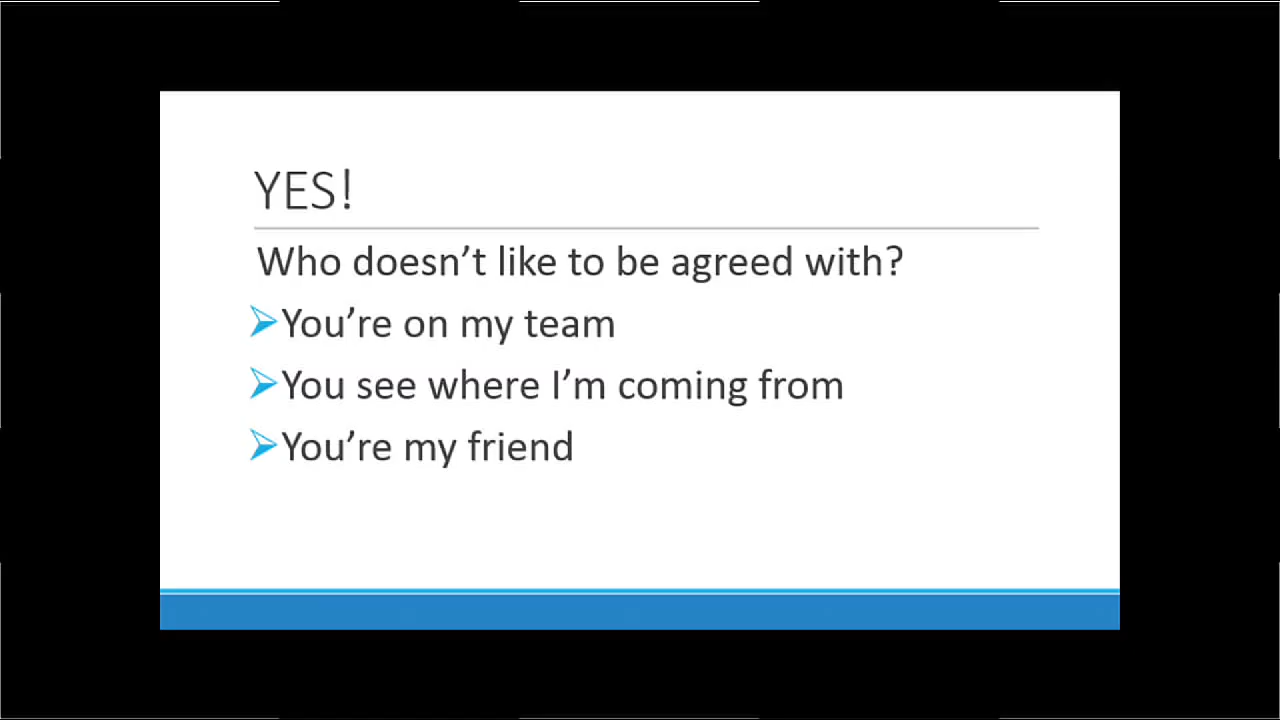 YES!
Who doesn’t like to be agreed with?
You’re on my team
You see where I’m coming from
You’re my friend